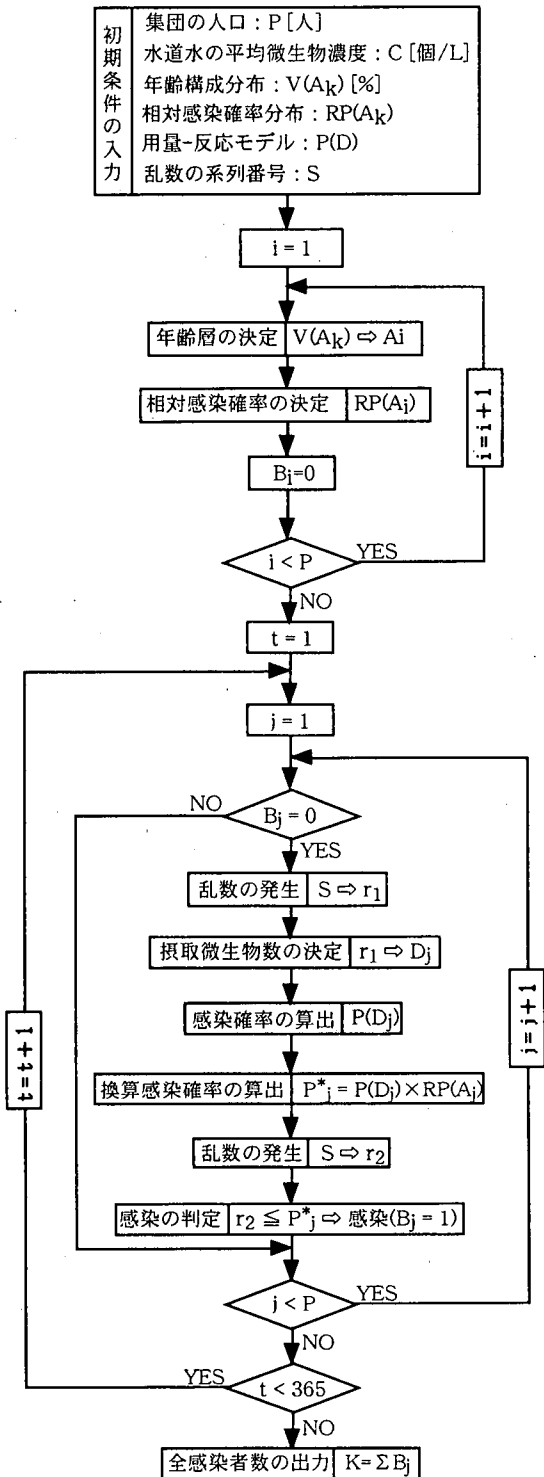 初期条件の入力
集団の人口：P [人]
水道水の平均微生物濃度：C [個/L]
年齢構成分布：V(Ak) [%]
相対感染確率分布：RP(Ak)
用量-反応モデル：P(D)
乱数の系列番号：S
i = 1
年齢層の決定 V(Ak) ⇨ Ai
相対感染確率の決定 RP(Ai)
i = i + 1
Bi=0
i < P
YES
NO
t = 1
j = 1
NO
Bj = 0
YES
乱数の発生 S ⇨ r1
摂取微生物数の決定 r1 ⇨ Dj
感染確率の算出 P(Dj)
j = j + 1
t = t + 1
換算感染確率の算出 P*j = P(Dj) × RP(Aj)
乱数の発生 S ⇨ r2
感染の判定 r2 ≦ P*j ⇨ 感染(Bj = 1)
j < P
YES
NO
YES
t < 365
NO
全感染者数の出力 K= Σ Bj